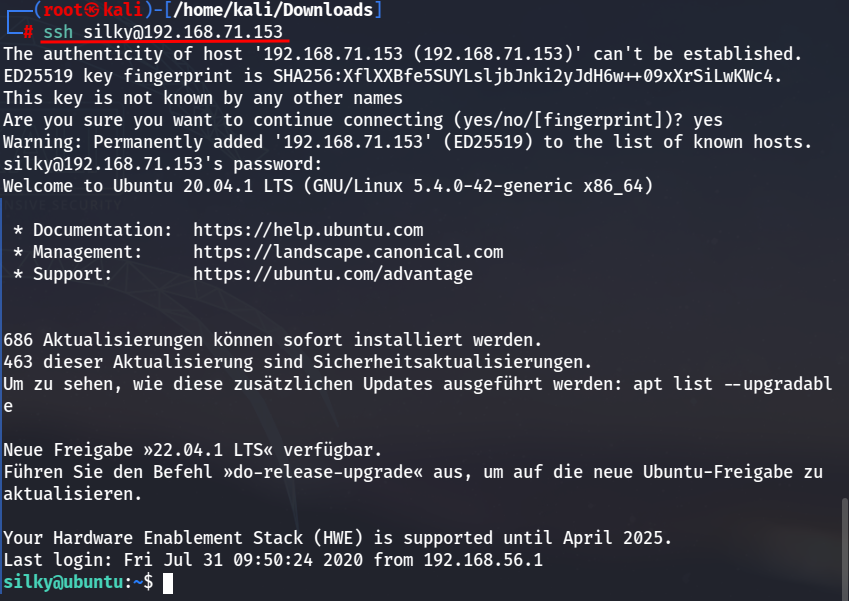 (root㉿kali)-[/home/kali/Downloads]
# ssh silky@192.168.71.153
The authenticity of host '192.168.71.153 (192.168.71.153)' can't be established.
ED25519 key fingerprint is SHA256:XflXXBfe5SUYLsljbJnki2yJdH6w++09xXrSiLwKWc4.
This key is not known by any other names
Are you sure you want to continue connecting (yes/no/[fingerprint])? yes
Warning: Permanently added '192.168.71.153' (ED25519) to the list of known hosts.
silky@192.168.71.153's password:
Welcome to Ubuntu 20.04.1 LTS (GNU/Linux 5.4.0-42-generic x86_64)
* Documentation: https://help.ubuntu.com
* Management: https://landscape.canonical.com
* Support: https://ubuntu.com/advantage
686 Aktualisierungen können sofort installiert werden.
463 dieser Aktualisierung sind Sicherheitsaktualisierungen.
Um zu sehen, wie diese zusätzlichen Updates ausgeführt werden: apt list --upgradabl
e
Neue Freigabe »22.04.1 LTS« verfügbar.
Führen Sie den Befehl »do-release-upgrade« aus, um auf die neue Ubuntu-Freigabe zu
aktualisieren.
Your Hardware Enablement Stack (HWE) is supported until April 2025.
Last login: Fri Jul 31 09:50:24 2020 from 192.168.56.1
silky@ubuntu:~$